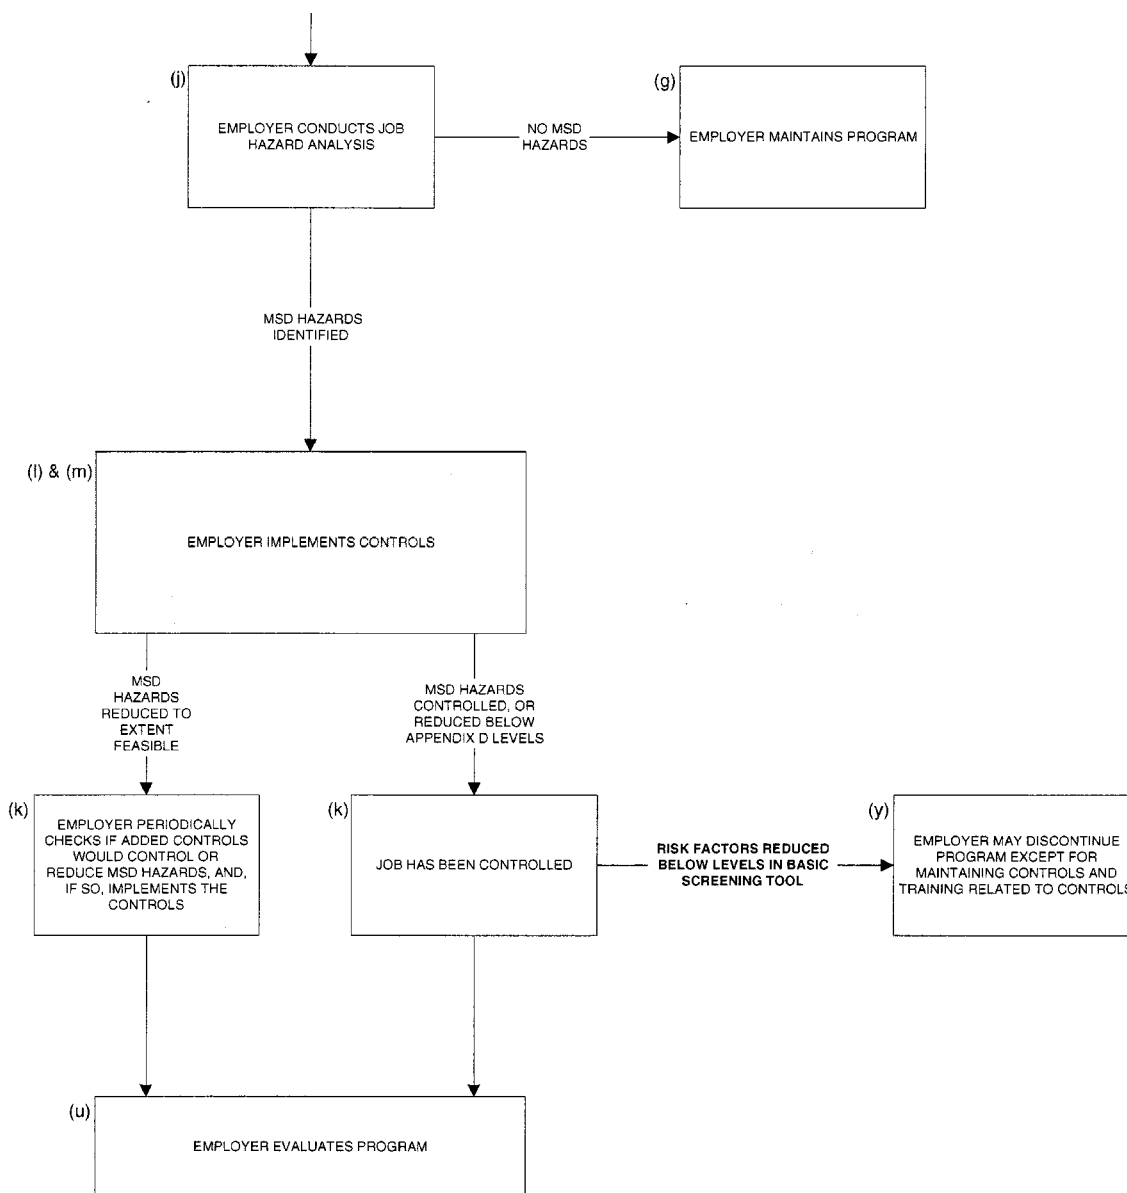 (j)
EMPLOYER CONDUCTS JOB
HAZARD ANALYSIS
NO MSD
HAZARDS
(g)
EMPLOYER MAINTAINS PROGRAM
MSD HAZARDS
IDENTIFIED
(l) & (m)
EMPLOYER IMPLEMENTS CONTROLS
MSD
HAZARDS
REDUCED TO
EXTENT
FEASIBLE
MSD HAZARDS
CONTROLLED, OR
REDUCED BELOW
APPENDIX D LEVELS
(k)
EMPLOYER PERIODICALLY
CHECKS IF ADDED CONTROLS
WOULD CONTROL OR
REDUCE MSD HAZARDS, AND,
IF SO, IMPLEMENTS THE
CONTROLS
(k)
JOB HAS BEEN CONTROLLED
RISK FACTORS REDUCED
BELOW LEVELS IN BASIC
SCREENING TOOL
(y)
EMPLOYER MAY DISCONTINUE
PROGRAM EXCEPT FOR
MAINTAINING CONTROLS AND
TRAINING RELATED TO CONTROLS
(u)
EMPLOYER EVALUATES PROGRAM